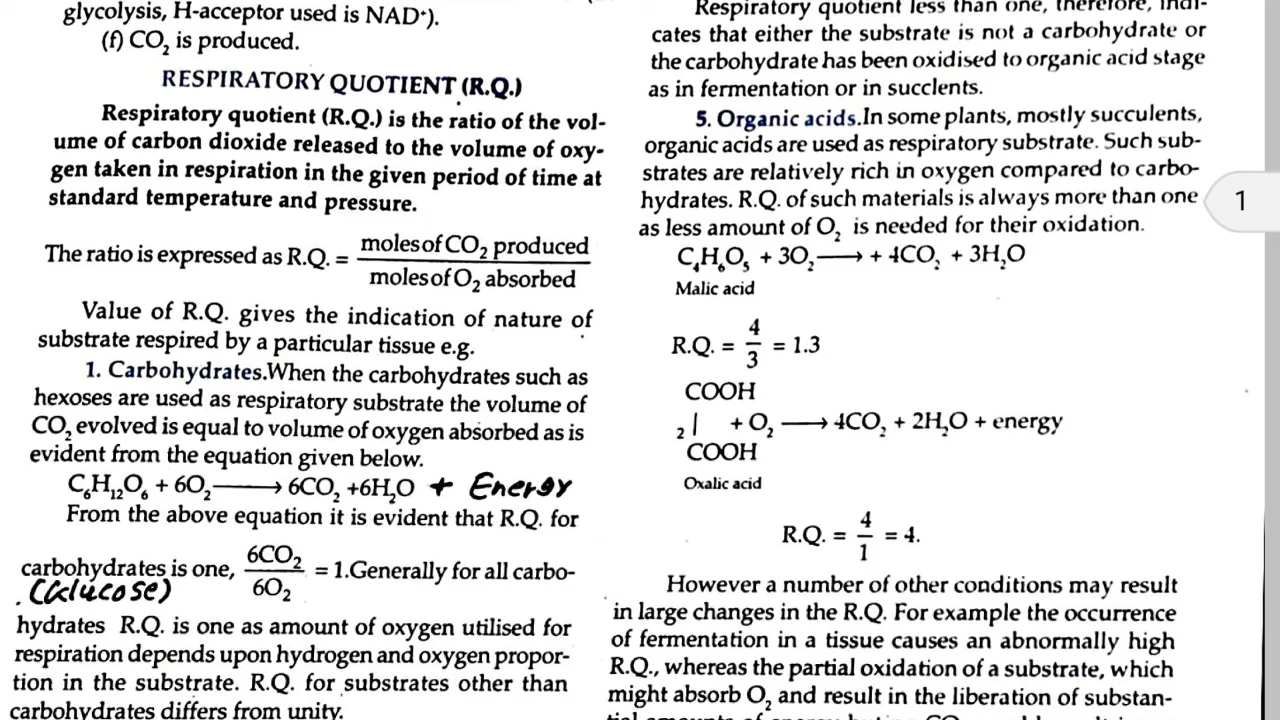 glycolysis, H-acceptor used is NAD⁺).
(f) CO₂ is produced.
RESPIRATORY QUOTIENT (R.Q.)
Respiratory quotient (R.Q.) is the ratio of the vol-
ume of carbon dioxide released to the volume of oxy-
gen taken in respiration in the given period of time at
standard temperature and pressure.
The ratio is expressed as R.Q. = moles of CO₂ produced / moles of O₂ absorbed
Value of R.Q. gives the indication of nature of
substrate respired by a particular tissue e.g.
1. Carbohydrates.When the carbohydrates such as
hexoses are used as respiratory substrate the volume of
CO₂ evolved is equal to volume of oxygen absorbed as is
evident from the equation given below.
C₆H₁₂O₆ + 6O₂ ⟶ 6CO₂ +6H₂O + Energy
From the above equation it is evident that R.Q. for
carbohydrates is one, 6CO₂ / 6O₂ = 1.Generally for all carbo-
(Glucose)
hydrates R.Q. is one as amount of oxygen utilised for
respiration depends upon hydrogen and oxygen propor-
tion in the substrate. R.Q. for substrates other than
carbohydrates differs from unity.
Respiratory quotient less than one, therefore, indi-
cates that either the substrate is not a carbohydrate or
the carbohydrate has been oxidised to organic acid stage
as in fermentation or in succlents.
5. Organic acids.In some plants, mostly succulents,
organic acids are used as respiratory substrate. Such sub-
strates are relatively rich in oxygen compared to carbo-
hydrates. R.Q. of such materials is always more than one
as less amount of O₂ is needed for their oxidation.
C₄H₆O₅ + 3O₂ ⟶ + 4CO₂ + 3H₂O
Malic acid
R.Q. = 4 / 3 = 1.3
COOH
2 | + O₂ ⟶ 4CO₂ + 2H₂O + energy
COOH
Oxalic acid
R.Q. = 4 / 1 = 4.
However a number of other conditions may result
in large changes in the R.Q. For example the occurrence
of fermentation in a tissue causes an abnormally high
R.Q., whereas the partial oxidation of a substrate, which
might absorb O₂ and result in the liberation of substan-
1